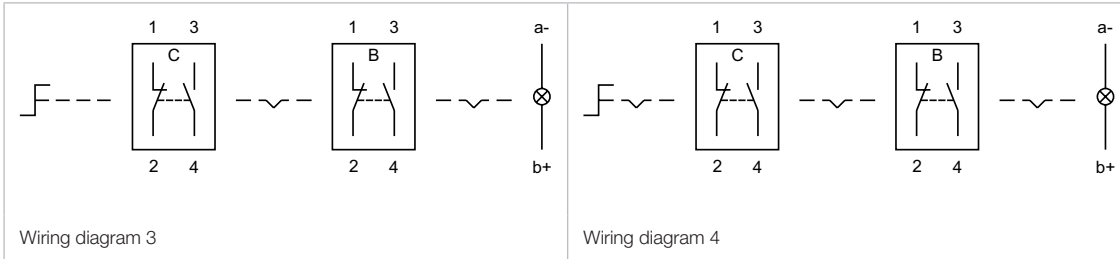 1 3 1 3 a-
C B
2 4 2 4 b+
Wiring diagram 3
1 3 1 3 a-
C B
2 4 2 4 b+
Wiring diagram 4